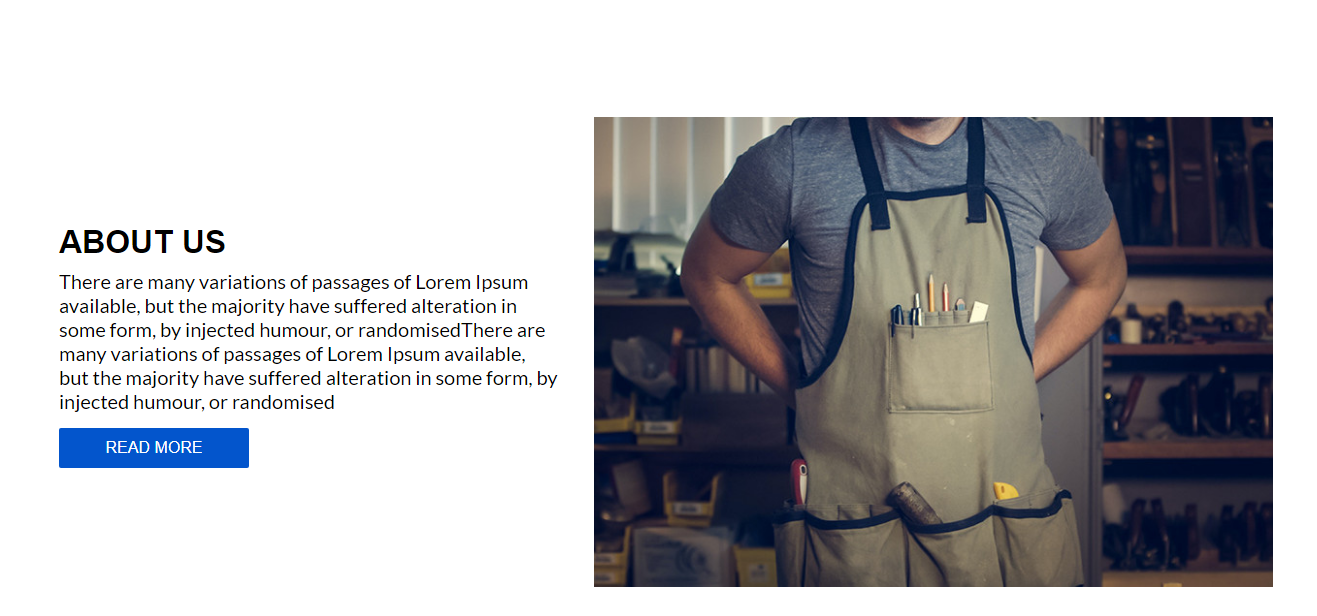 ABOUT US
There are many variations of passages of Lorem Ipsum
available, but the majority have suffered alteration in
some form, by injected humour, or randomisedThere are
many variations of passages of Lorem Ipsum available,
but the majority have suffered alteration in some form, by
injected humour, or randomised
READ MORE